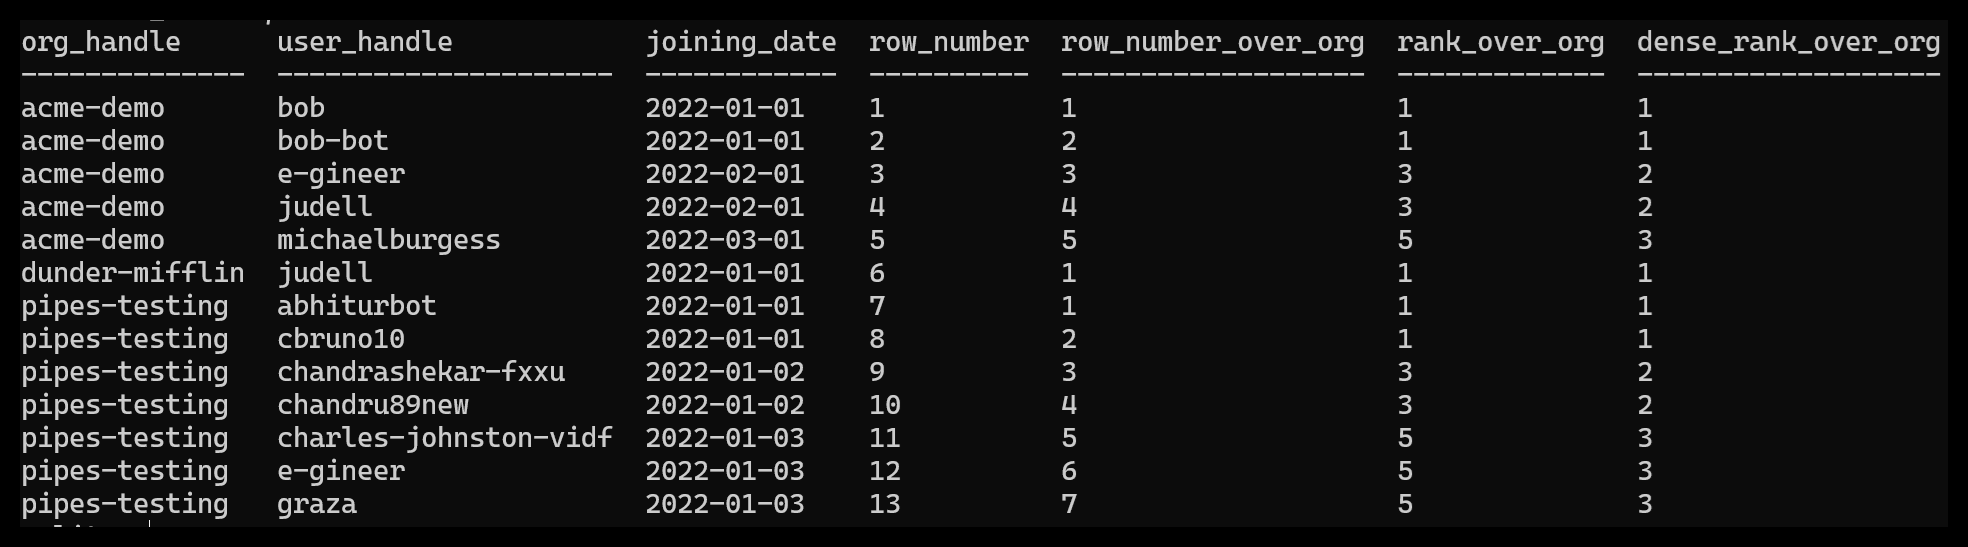 org_handle user_handle joining_date row_number row_number_over_org rank_over_org dense_rank_over_org
-------------- --------------------- ------------ ---------- ------------------- ------------- -------------------
acme-demo bob 2022-01-01 1 1 1 1
acme-demo bob-bot 2022-01-01 2 2 1 1
acme-demo e-gineer 2022-02-01 3 3 3 2
acme-demo judell 2022-02-01 4 4 3 2
acme-demo michaelburgess 2022-03-01 5 5 5 3
dunder-mifflin judell 2022-01-01 6 1 1 1
pipes-testing abhiturbot 2022-01-01 7 1 1 1
pipes-testing cbruno10 2022-01-01 8 2 1 1
pipes-testing chandrashekar-fxxu 2022-01-02 9 3 3 2
pipes-testing chandru89new 2022-01-02 10 4 3 2
pipes-testing charles-johnston-vidf 2022-01-03 11 5 5 3
pipes-testing e-gineer 2022-01-03 12 6 5 3
pipes-testing graza 2022-01-03 13 7 5 3